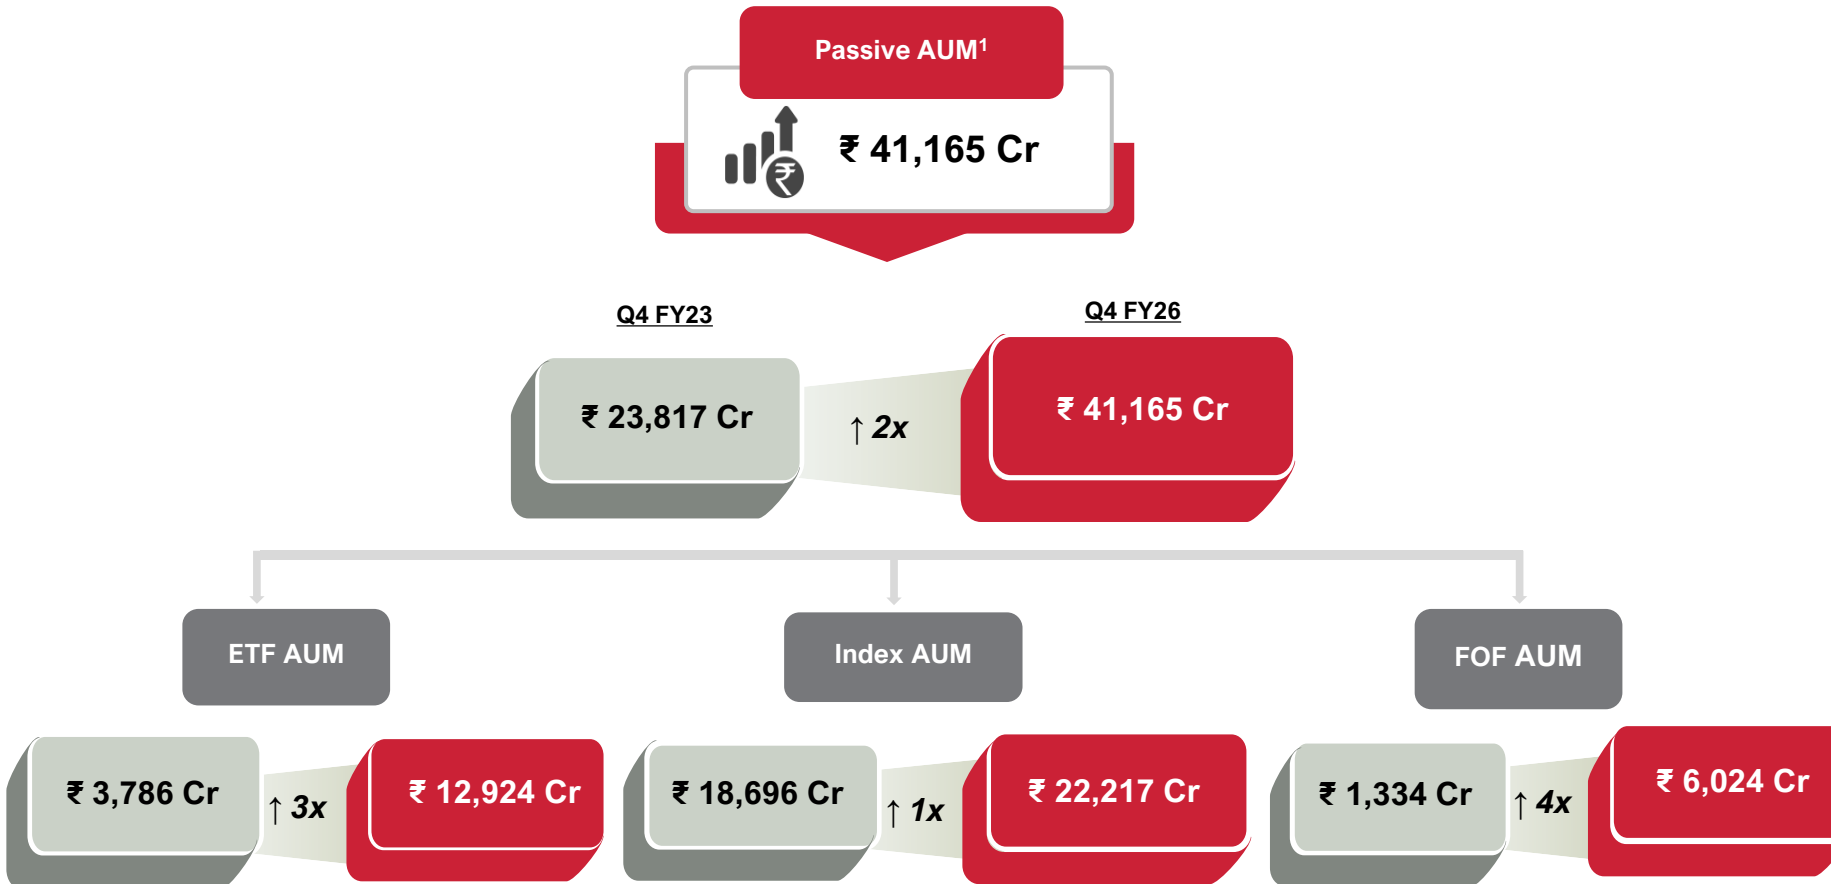 Passive AUM¹
₹ 41,165 Cr
Q4 FY23
Q4 FY26
₹ 23,817 Cr
↑ 2x
₹ 41,165 Cr
ETF AUM
Index AUM
FOF AUM
₹ 3,786 Cr
↑ 3x
₹ 12,924 Cr
₹ 18,696 Cr
↑ 1x
₹ 22,217 Cr
₹ 1,334 Cr
↑ 4x
₹ 6,024 Cr